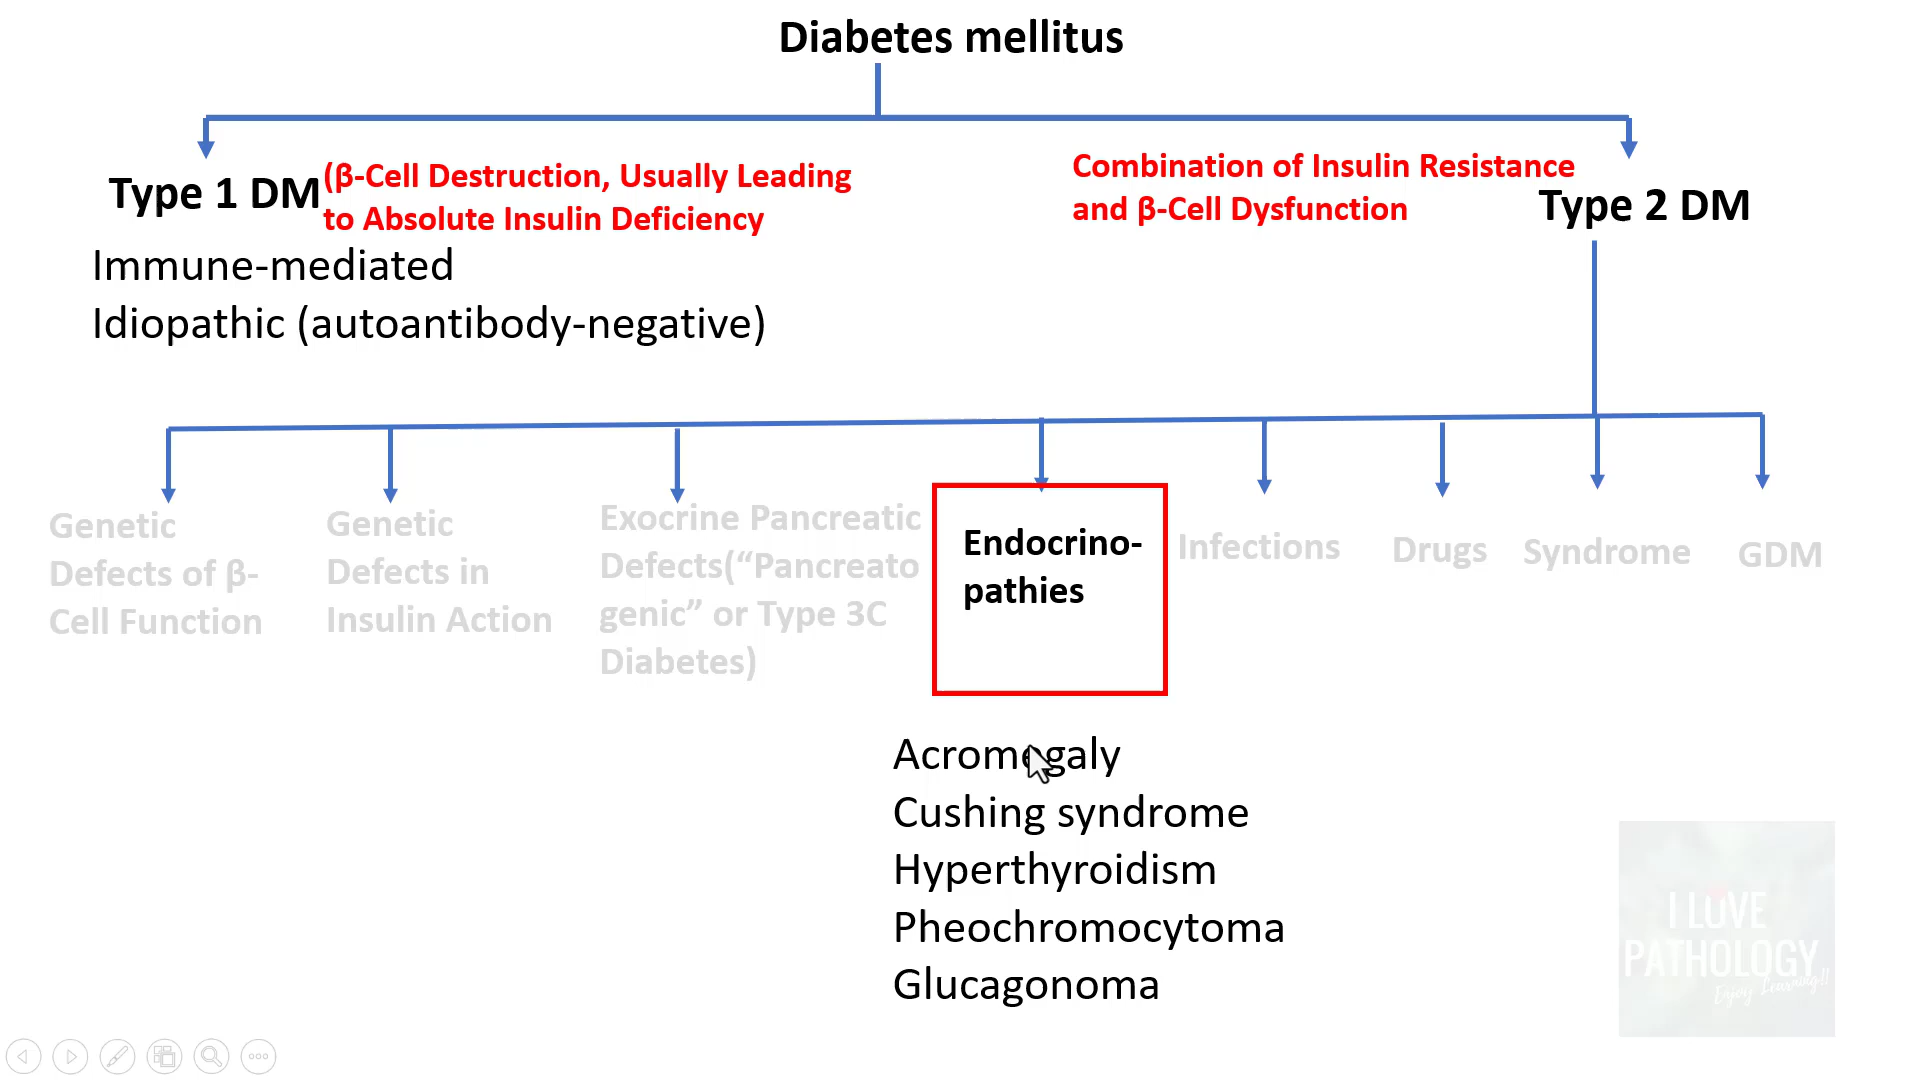 Diabetes mellitus
Type 1 DM
(β-Cell Destruction, Usually Leading
to Absolute Insulin Deficiency
Immune-mediated
Idiopathic (autoantibody-negative)
Combination of Insulin Resistance
and β-Cell Dysfunction
Type 2 DM
Genetic
Defects of β-
Cell Function
Genetic
Defects in
Insulin Action
Exocrine Pancreatic
Defects(“Pancreato
genic” or Type 3C
Diabetes)
Endocrino-
pathies
Infections
Drugs
Syndrome
GDM
Acromegaly
Cushing syndrome
Hyperthyroidism
Pheochromocytoma
Glucagonoma
I LOVE
PATHOLOGY
Enjoy Learning!!